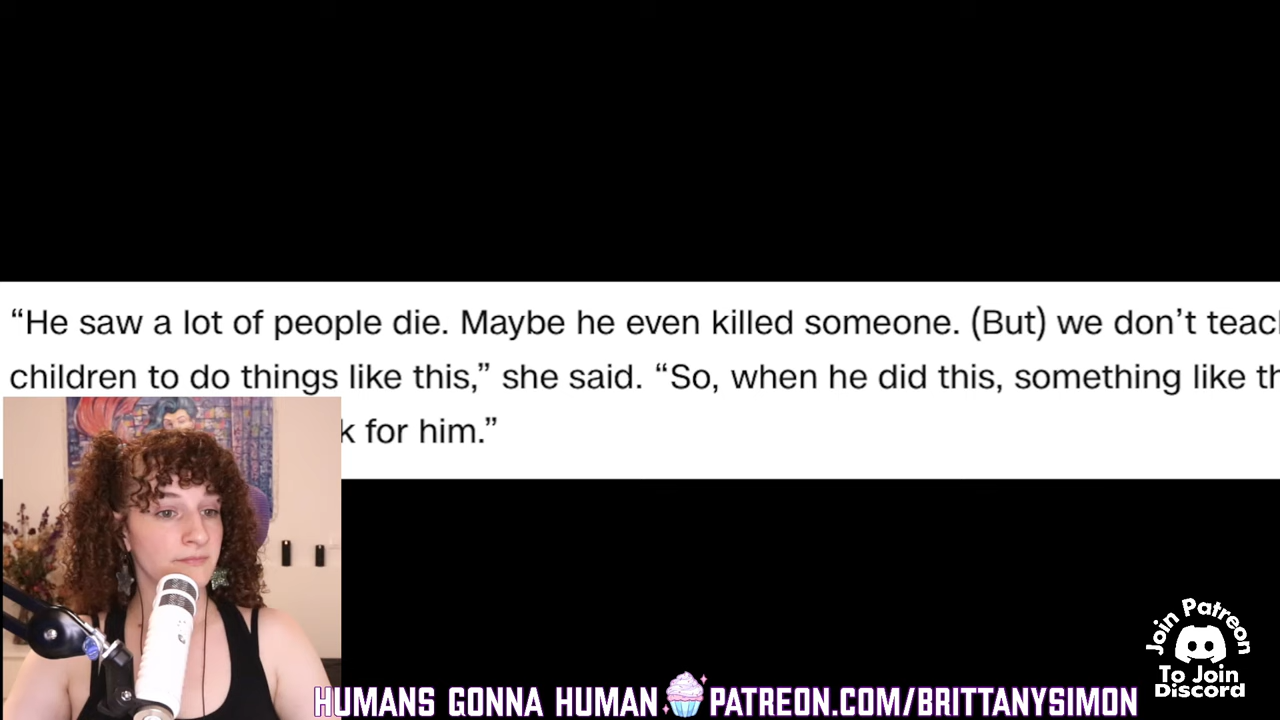 “He saw a lot of people die. Maybe he even killed someone. (But) we don’t
children to do things like this,” she said. “So, when he did this, something like
for him.”
Join Patreon
To Join
Discord
HUMANS GONNA HUMAN PATREON.COM/BRITTANYSIMON